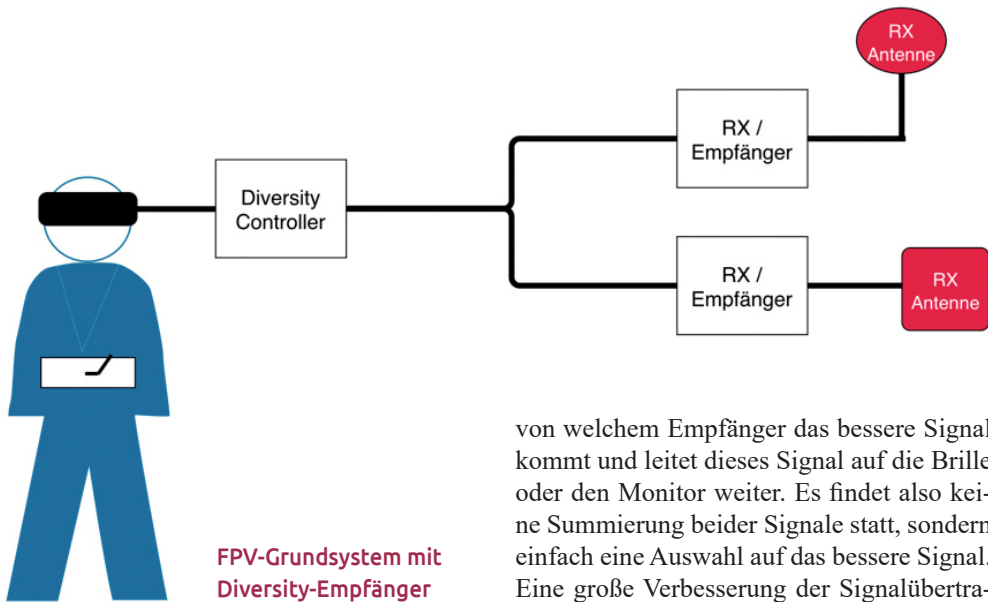 RX
Antenne
RX /
Empfänger
Diversity
Controller
RX /
Empfänger
RX
Antenne
FPV-Grundsystem mit
Diversity-Empfänger
von welchem Empfänger das bessere Signal
kommt und leitet dieses Signal auf die Brille
oder den Monitor weiter. Es findet also kei-
ne Summierung beider Signale statt, sondern
einfach eine Auswahl auf das bessere Signal.
Eine große Verbesserung der Signalübertra-